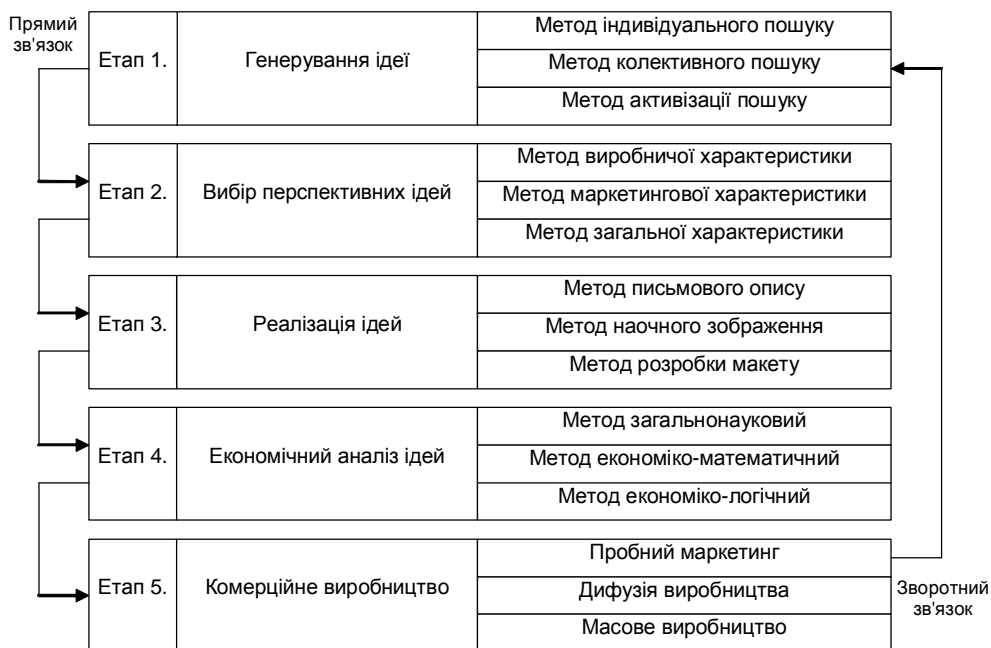 Прямий
зв'язок
Етап 1.
Генерування ідеї
Метод індивідуального пошуку
Метод колективного пошуку
Метод активізації пошуку
Етап 2.
Вибір перспективних ідей
Метод виробничої характеристики
Метод маркетингової характеристики
Метод загальної характеристики
Етап 3.
Реалізація ідей
Метод письмового опису
Метод наочного зображення
Метод розробки макету
Етап 4.
Економічний аналіз ідей
Метод загальнонауковий
Метод економіко-математичний
Метод економіко-логічний
Етап 5.
Комерційне виробництво
Пробний маркетинг
Дифузія виробництва
Масове виробництво
Зворотний
зв'язок